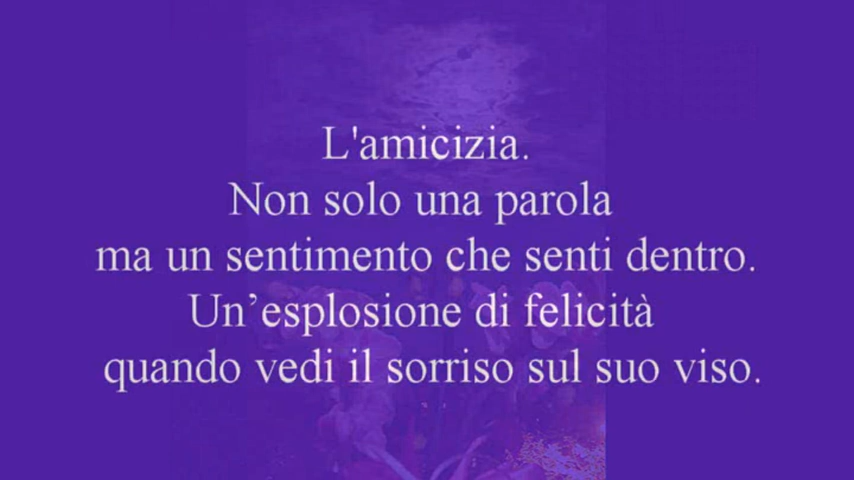 L'amicizia.
Non solo una parola
ma un sentimento che senti dentro.
Un’esplosione di felicità
quando vedi il sorriso sul suo viso.